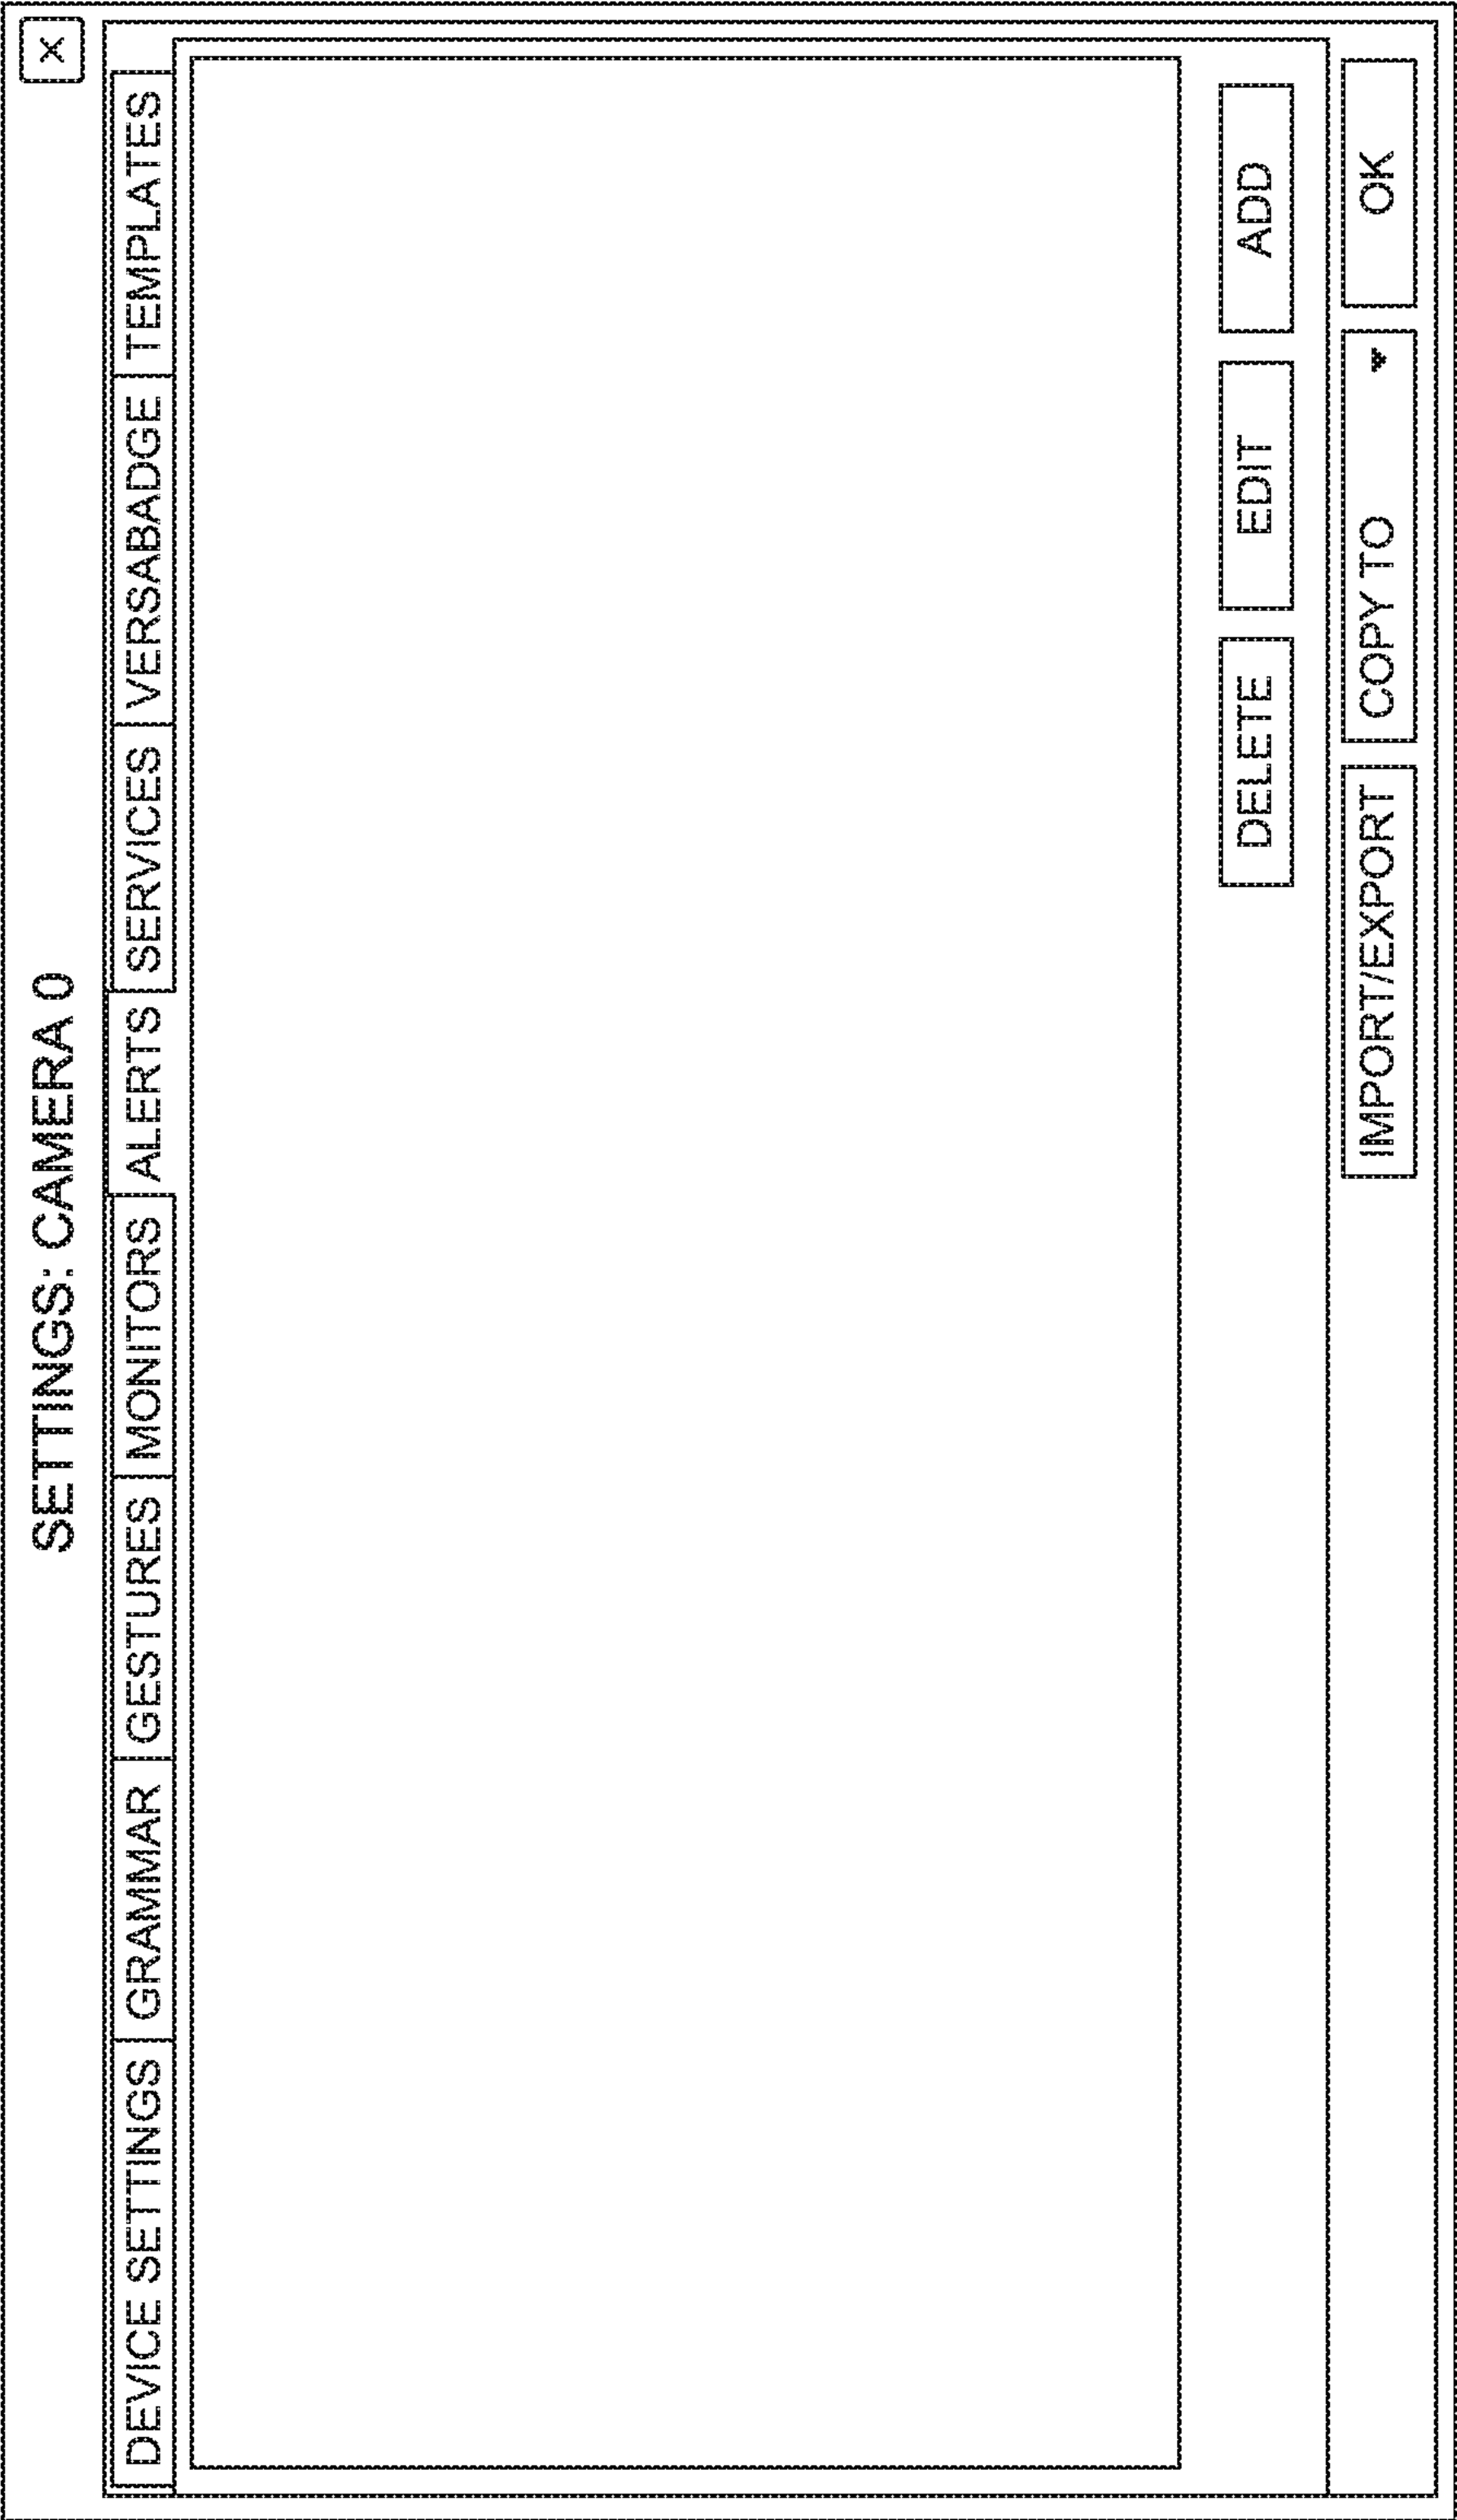 SETTINGS: CAMERA 0 X
DEVICE SETTINGS GRAMMAR GESTURES MONITORS ALERTS SERVICES VERSABADGE TEMPLATES
DELETE EDIT ADD
IMPORT/EXPORT COPY TO OK